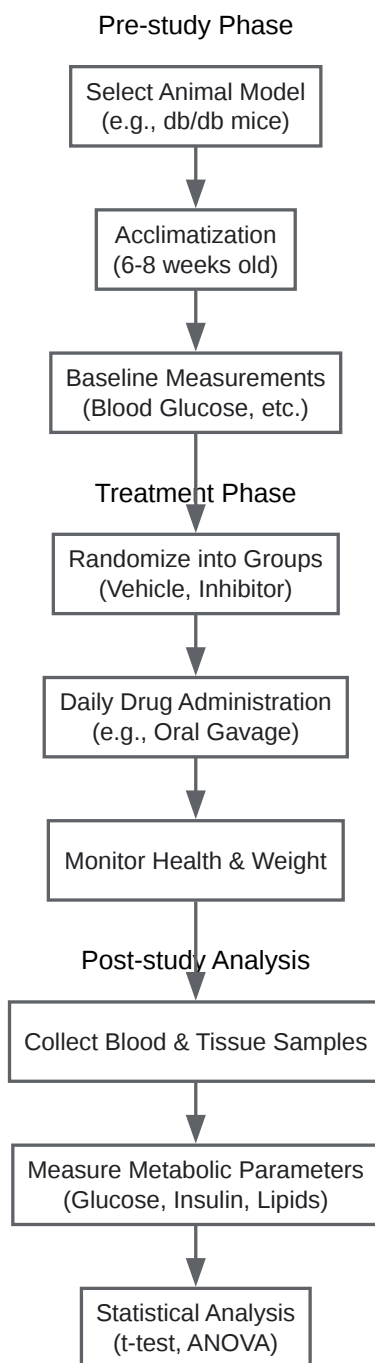 Pre-study Phase
Select Animal Model
(e.g., db/db mice)
Acclimatization
(6-8 weeks old)
Baseline Measurements
(Blood Glucose, etc.)
Treatment Phase
Randomize into Groups
(Vehicle, Inhibitor)
Daily Drug Administration
(e.g., Oral Gavage)
Monitor Health & Weight
Post-study Analysis
Collect Blood & Tissue Samples
Measure Metabolic Parameters
(Glucose, Insulin, Lipids)
Statistical Analysis
(t-test, ANOVA)